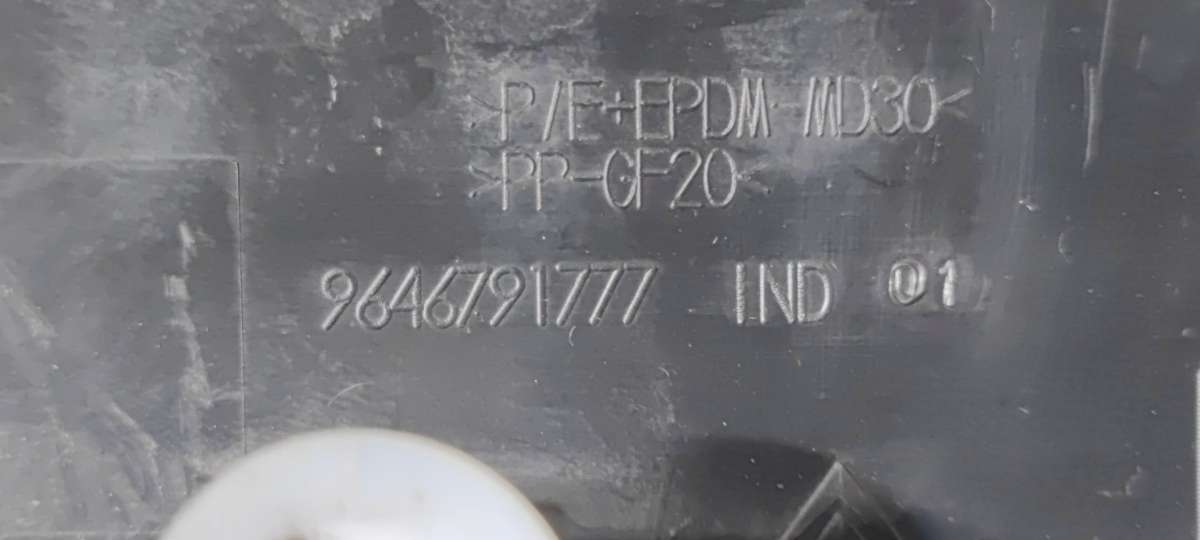 >P/E+EPDM-MD30<
>PP-GF20<
9646791777 IND 01